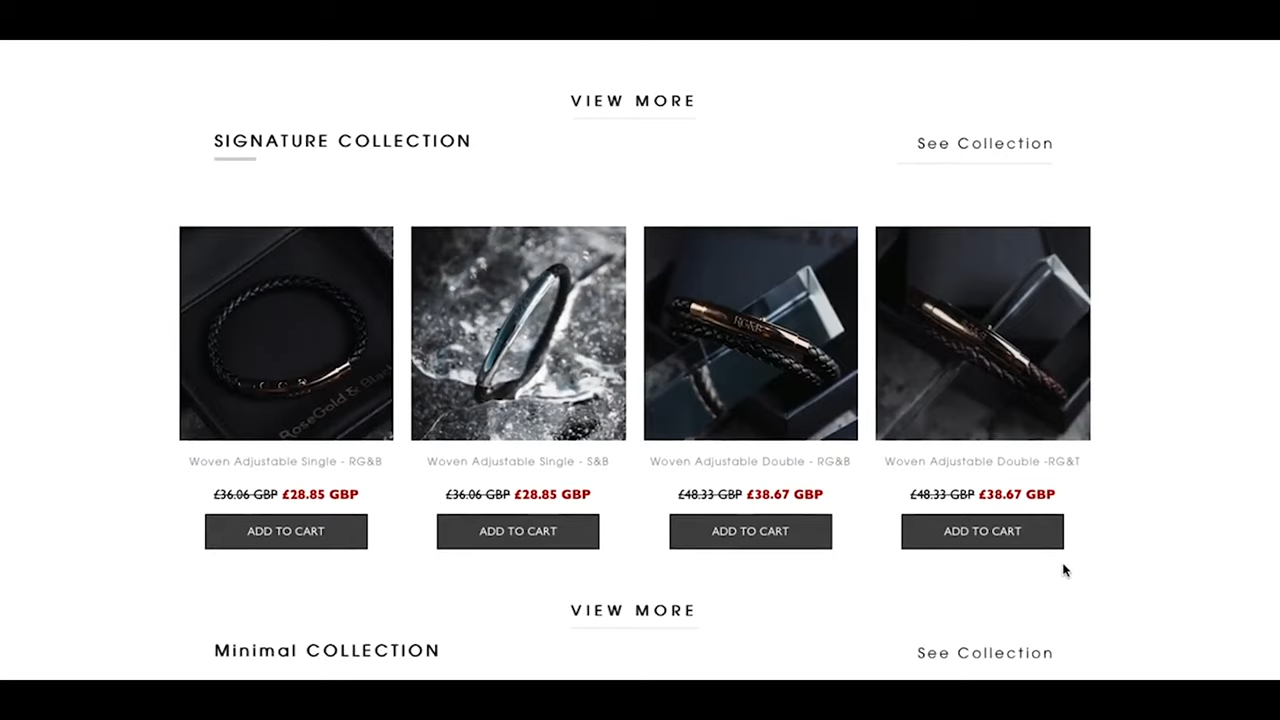 VIEW MORE
SIGNATURE COLLECTION
See Collection
RoseGold & Black
RG&B
Woven Adjustable Single - RG&B
Woven Adjustable Single - S&B
Woven Adjustable Double - RG&B
Woven Adjustable Double -RG&T
£36.06 GBP £28.85 GBP
£36.06 GBP £28.85 GBP
£48.33 GBP £38.67 GBP
£48.33 GBP £38.67 GBP
ADD TO CART
ADD TO CART
ADD TO CART
ADD TO CART
VIEW MORE
Minimal COLLECTION
See Collection